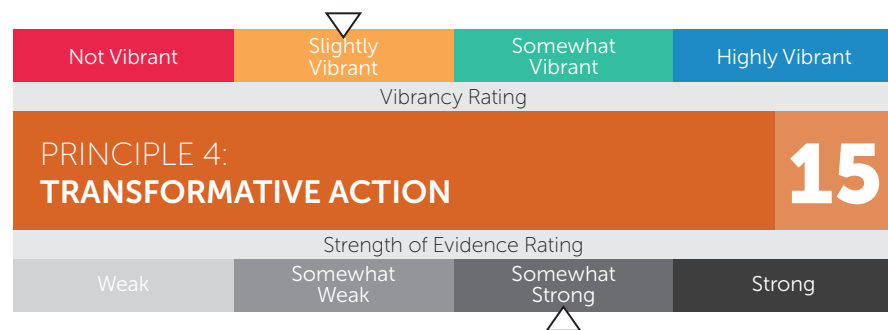 Not Vibrant
Slightly
Vibrant
Somewhat
Vibrant
Highly Vibrant
Vibrancy Rating
PRINCIPLE 4:
TRANSFORMATIVE ACTION
15
Strength of Evidence Rating
Weak
Somewhat
Weak
Somewhat
Strong
Strong